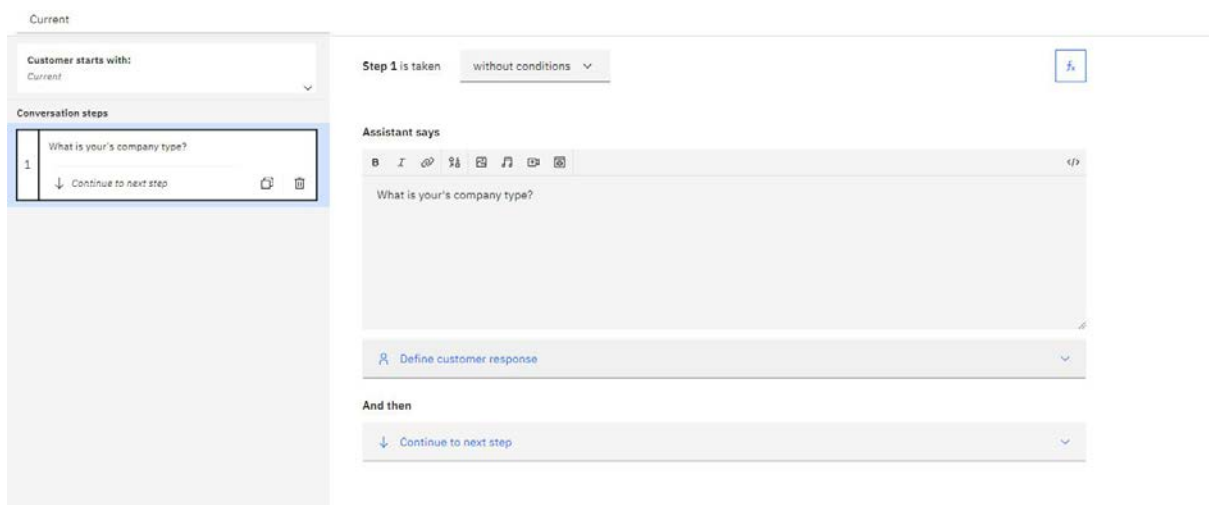 Current
Customer starts with:
Current
Conversation steps
1
What is your's company type?
Continue to next step
Step 1 is taken
without conditions
fx
Assistant says
B I </>
What is your's company type?
Define customer response
And then
Continue to next step